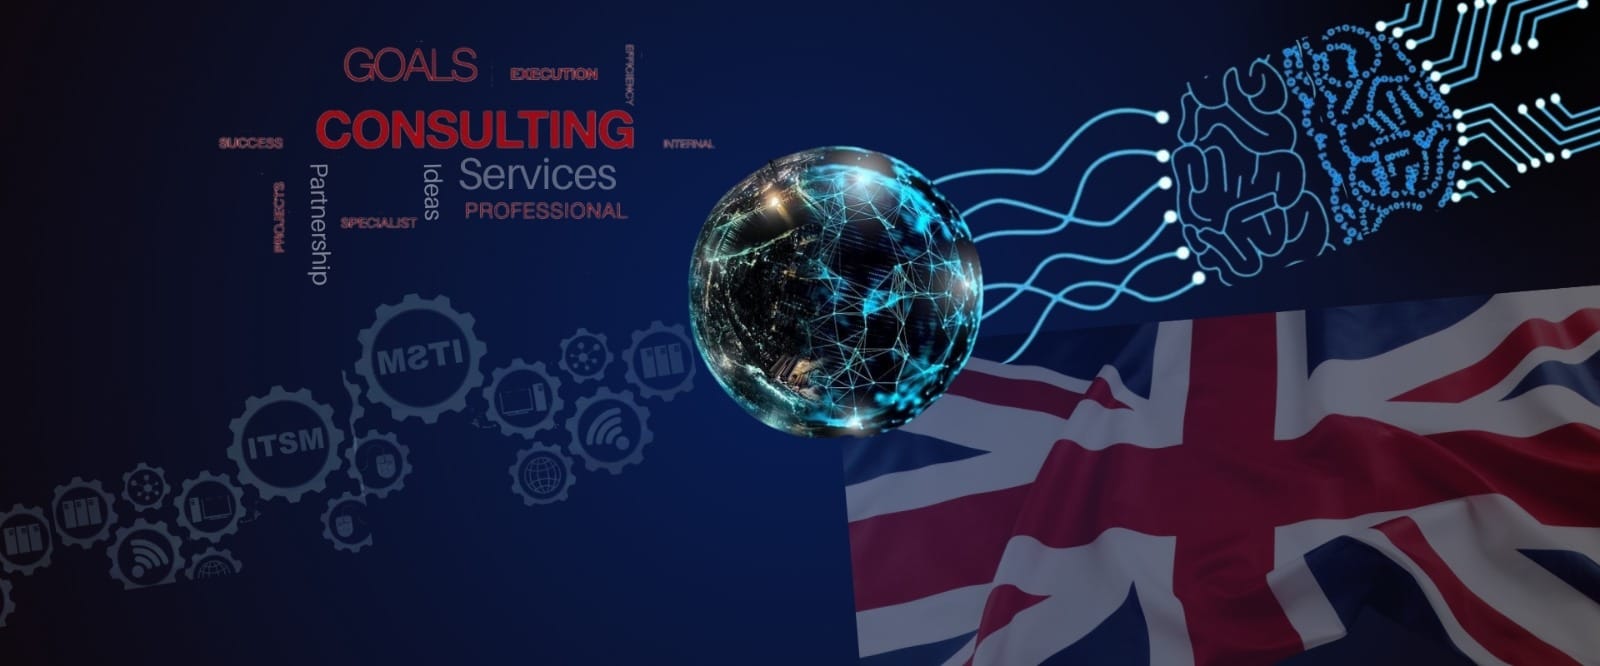 GOALS
EXECUTION
EFFICIENCY
CONSULTING
SUCCESS
INTERNAL
Services
Ideas
Partnership
PROJECTS
PROFESSIONAL
SPECIALIST
ITSM
ITSM